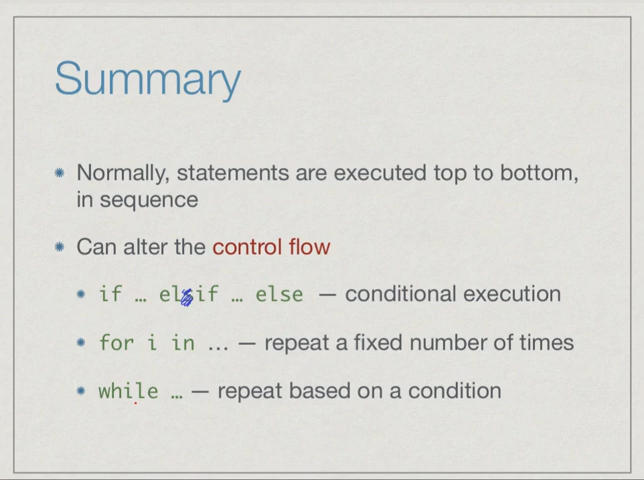 Summary
Normally, statements are executed top to bottom,
in sequence
Can alter the control flow
if … elif … else — conditional execution
for i in ... — repeat a fixed number of times
while … — repeat based on a condition